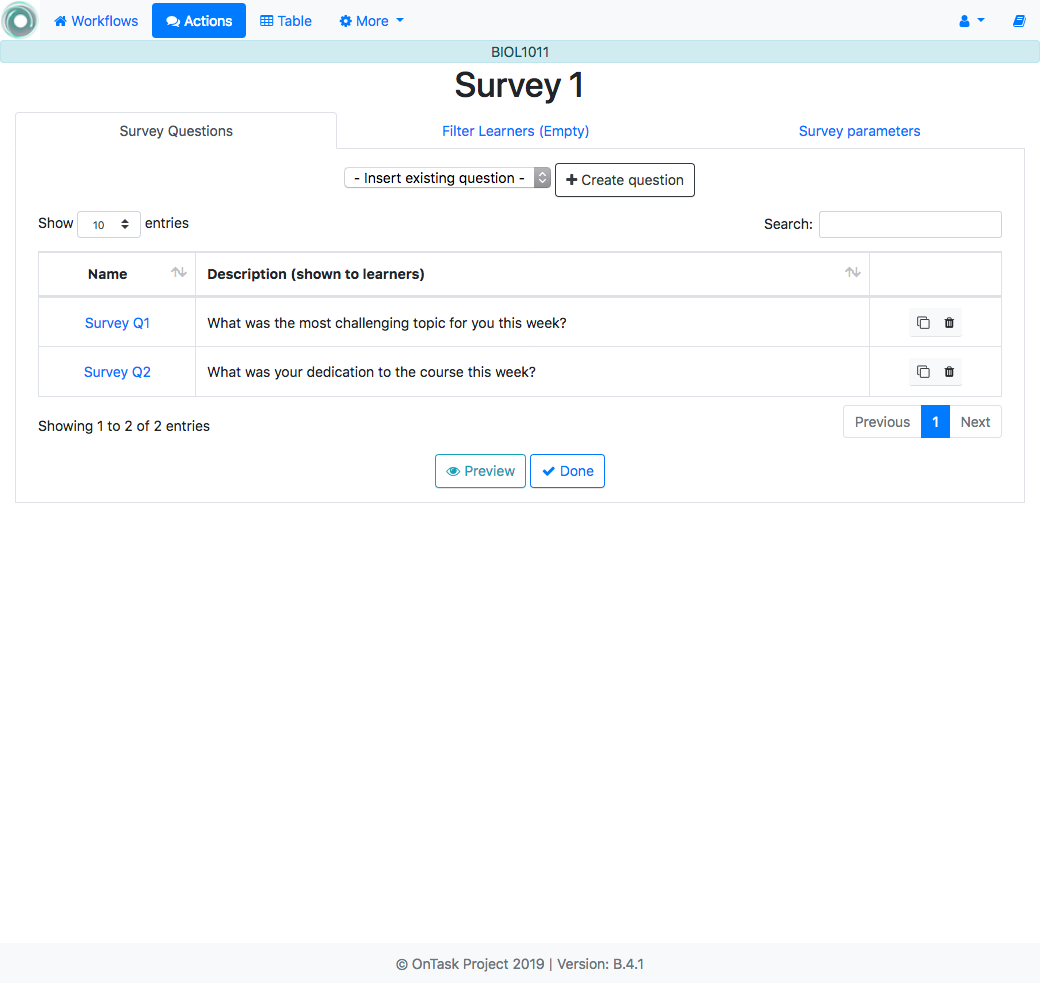 Workflows Actions Table More
BIOL1011
Survey 1
Survey Questions Filter Learners (Empty) Survey parameters
- Insert existing question - Create question
Show 10 entries Search:
Name Description (shown to learners)
Survey Q1 What was the most challenging topic for you this week?
Survey Q2 What was your dedication to the course this week?
Showing 1 to 2 of 2 entries Previous 1 Next
Preview Done
© OnTask Project 2019 | Version: B.4.1